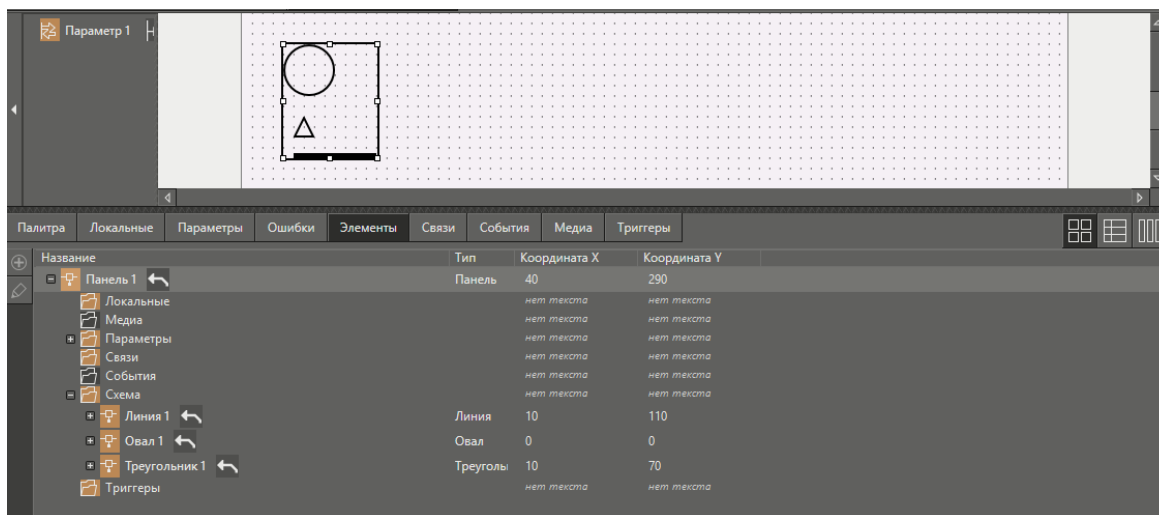 Параметр 1
Палитра Локальные Параметры Ошибки Элементы Связи События Медиа Триггеры
Название Тип Координата X Координата Y
Панель 1 Панель 40 290
Локальные нет текста нет текста
Медиа нет текста нет текста
Параметры нет текста нет текста
Связи нет текста нет текста
События нет текста нет текста
Схема нет текста нет текста
Линия 1 Линия 10 110
Овал 1 Овал 0 0
Треугольник 1 Треуголы 10 70
Триггеры нет текста нет текста